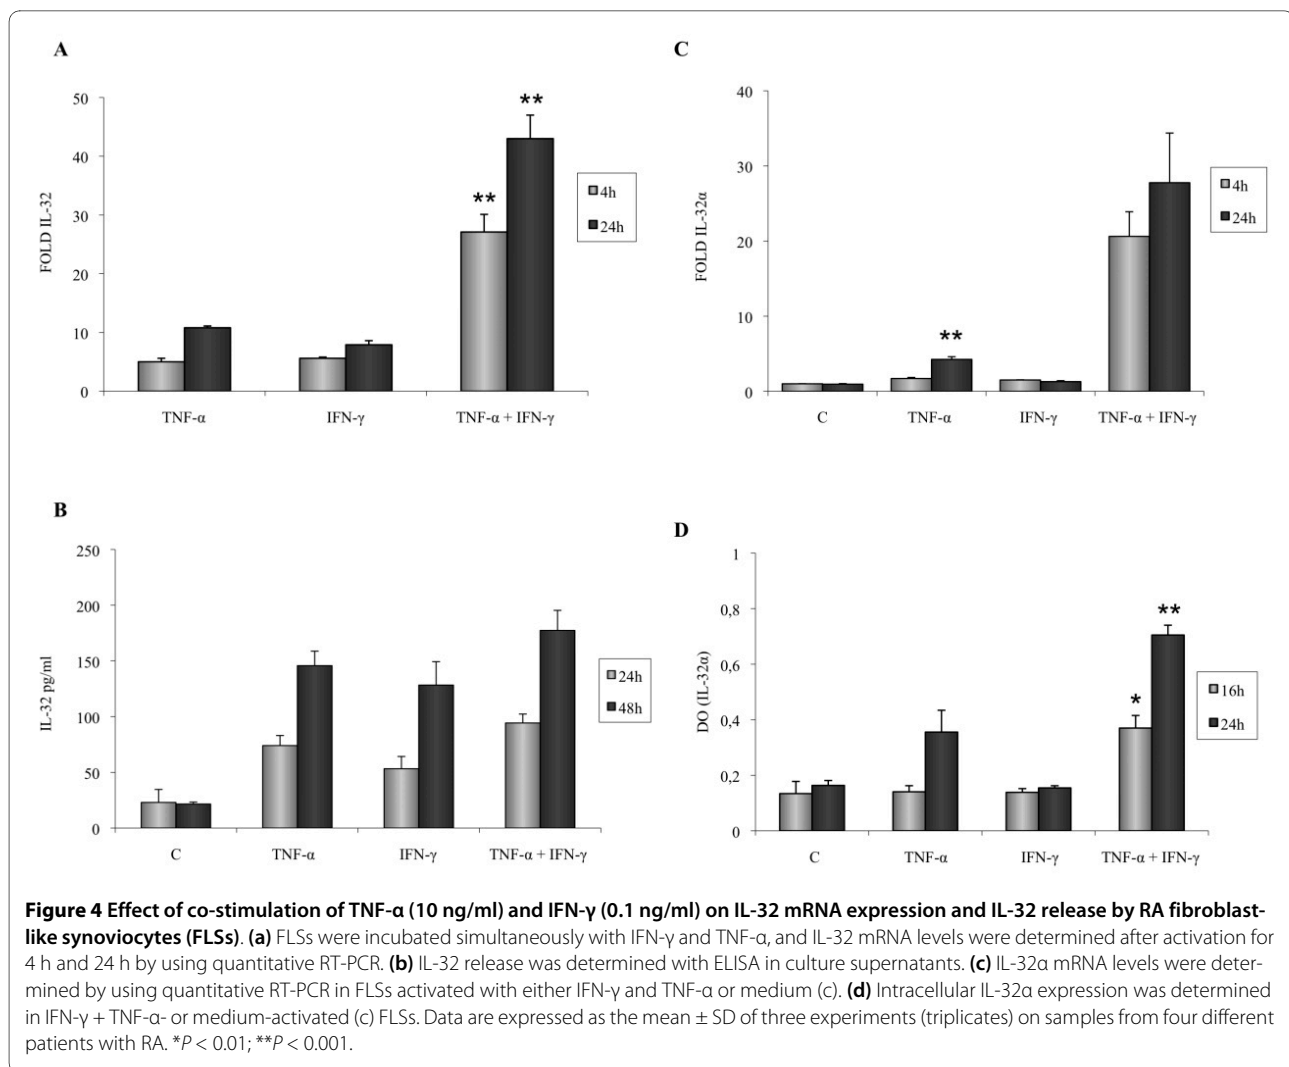 A
50
40
30
20
10
0
FOLD IL-32
**
**
4h
24h
TNF-α
IFN-γ
TNF-α + IFN-γ
C
40
30
20
10
0
FOLD IL-32α
**
4h
24h
C
TNF-α
IFN-γ
TNF-α + IFN-γ
B
250
200
150
100
50
0
IL-32 pg/ml
24h
48h
C
TNF-α
IFN-γ
TNF-α + IFN-γ
D
1
0,8
0,6
0,4
0,2
0
DO (IL-32α)
*
**
16h
24h
C
TNF-α
IFN-γ
TNF-α + IFN-γ
Figure 4 Effect of co-stimulation of TNF-α (10 ng/ml) and IFN-γ (0.1 ng/ml) on IL-32 mRNA expression and IL-32 release by RA fibroblast-
like synoviocytes (FLSs). (a) FLSs were incubated simultaneously with IFN-γ and TNF-α, and IL-32 mRNA levels were determined after activation for
4 h and 24 h by using quantitative RT-PCR. (b) IL-32 release was determined with ELISA in culture supernatants. (c) IL-32α mRNA levels were deter-
mined by using quantitative RT-PCR in FLSs activated with either IFN-γ and TNF-α or medium (c). (d) Intracellular IL-32α expression was determined
in IFN-γ + TNF-α- or medium-activated (c) FLSs. Data are expressed as the mean ± SD of three experiments (triplicates) on samples from four different
patients with RA. *P < 0.01; **P < 0.001.